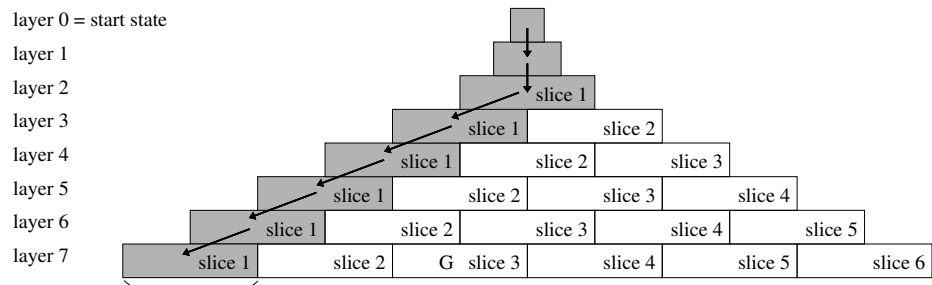 layer 0 = start state
layer 1
layer 2 slice 1
layer 3 slice 1 slice 2
layer 4 slice 1 slice 2 slice 3
layer 5 slice 1 slice 2 slice 3 slice 4
layer 6 slice 1 slice 2 slice 3 slice 4 slice 5
layer 7 slice 1 slice 2 G slice 3 slice 4 slice 5 slice 6